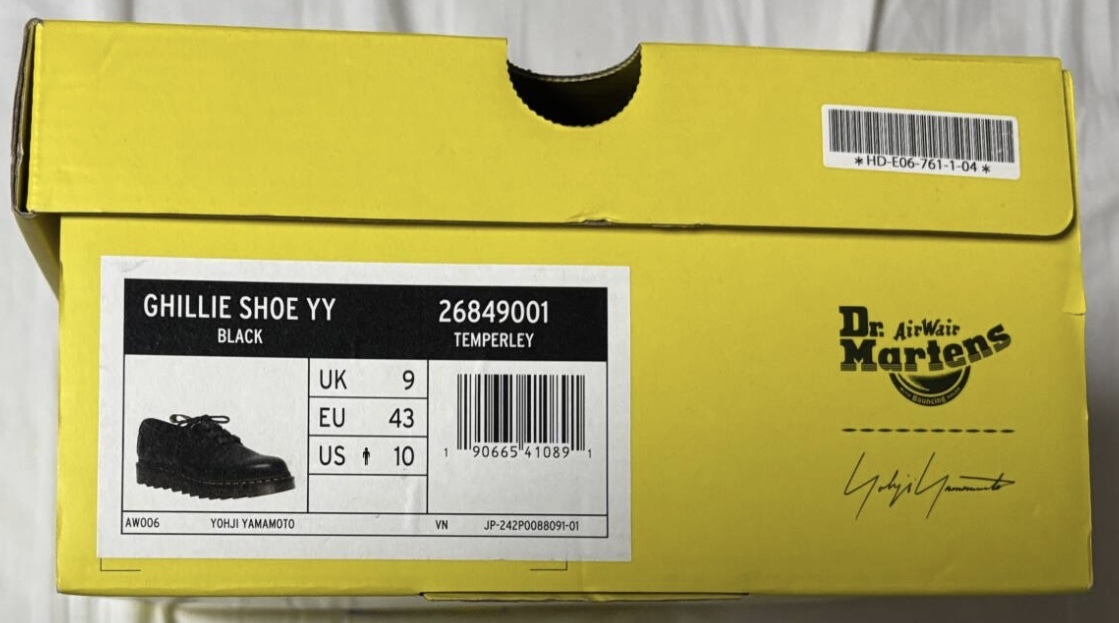 *HD-E06-761-1-04*
GHILLIE SHOE YY
BLACK
26849001
TEMPERLEY
UK 9
EU 43
US 10
1 90665 41089 1
AW006 YOHJI YAMAMOTO VN JP-242P0088091-01
Dr. AirWair
Martens
Bouncing
Yohji Yamamoto